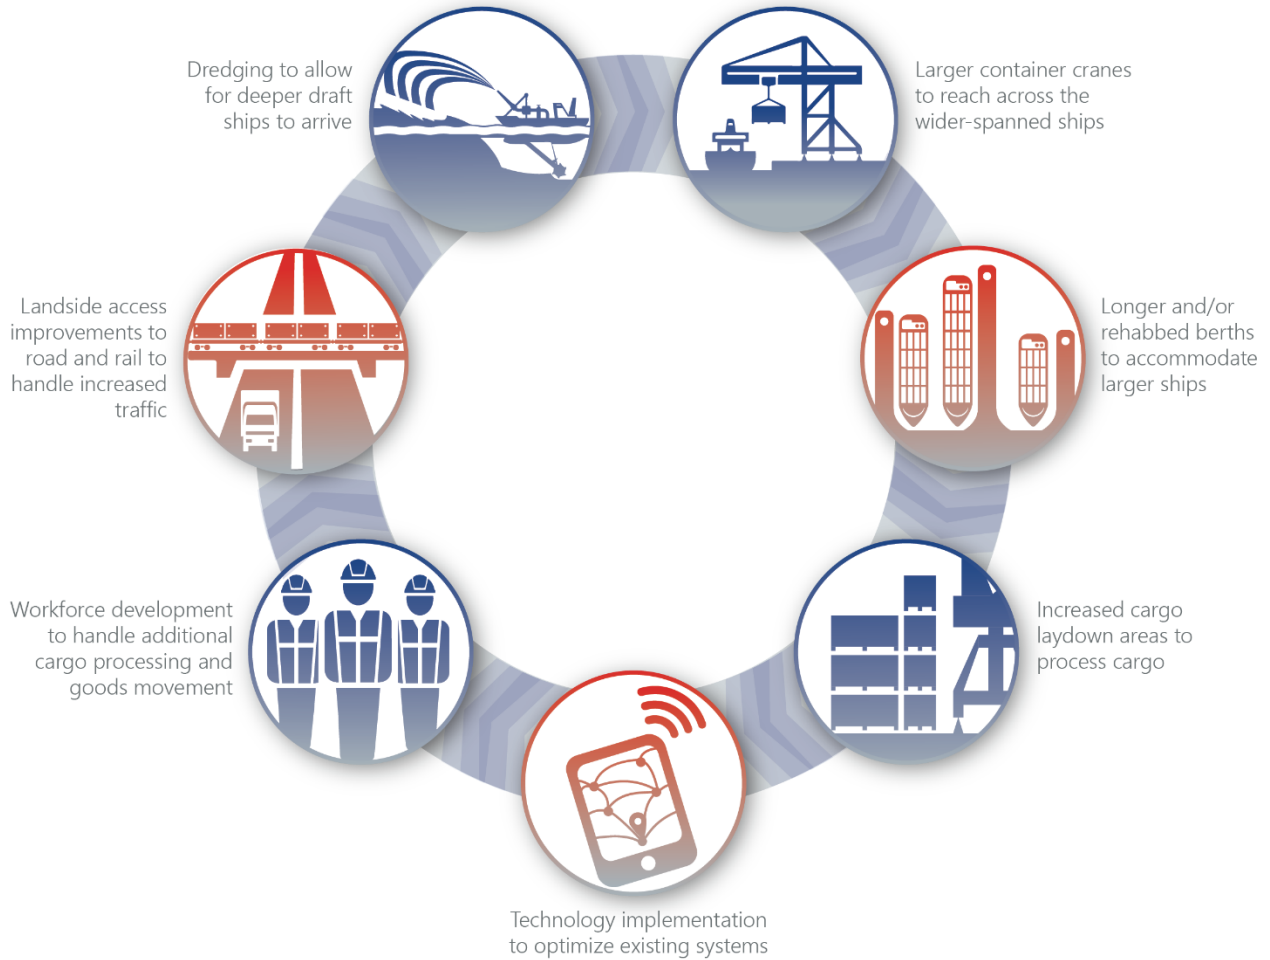 Dredging to allow
for deeper draft
ships to arrive
Larger container cranes
to reach across the
wider-spanned ships
Landside access
improvements to
road and rail to
handle increased
traffic
Longer and/or
rehabbed berths
to accommodate
larger ships
Workforce development
to handle additional
cargo processing and
goods movement
Increased cargo
laydown areas to
process cargo
Technology implementation
to optimize existing systems